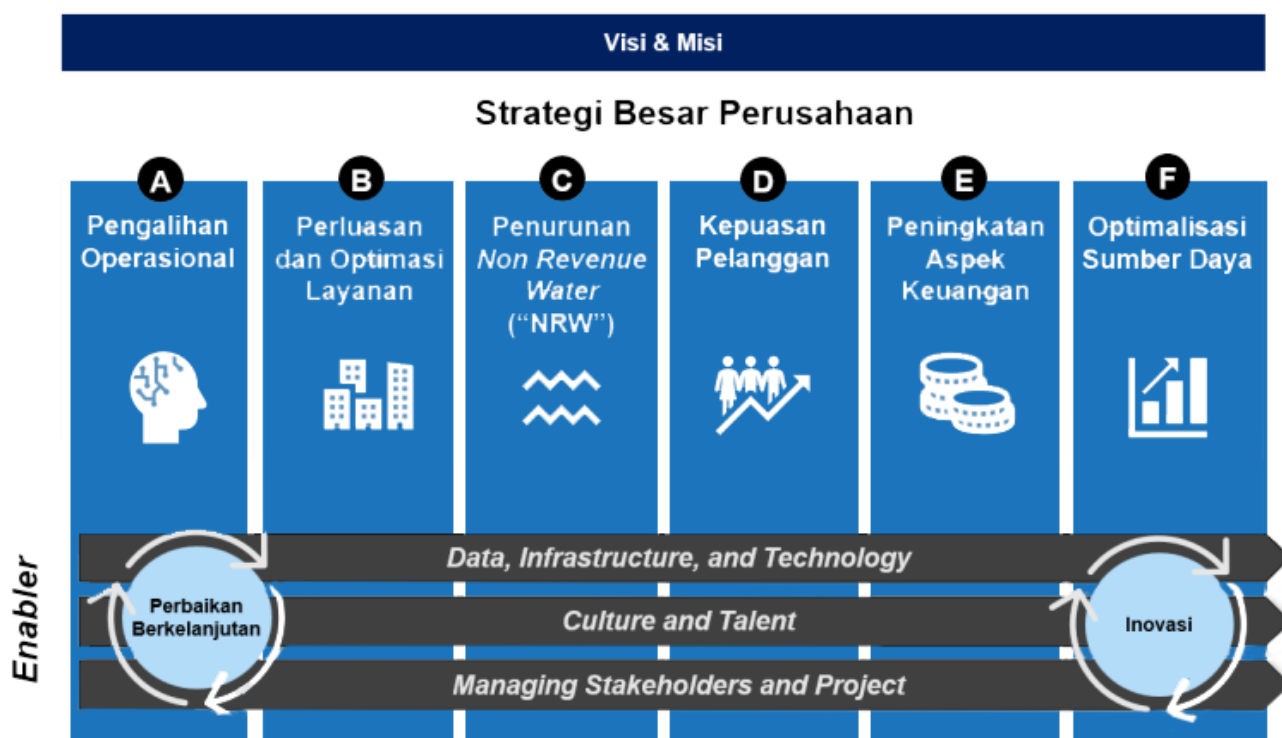 Visi & Misi
Strategi Besar Perusahaan
A
Pengalihan
Operasional
B
Perluasan
dan Optimasi
Layanan
C
Penurunan
Non Revenue
Water
(“NRW”)
D
Kepuasan
Pelanggan
E
Peningkatan
Aspek
Keuangan
F
Optimalisasi
Sumber Daya
Enabler
Data, Infrastructure, and Technology
Culture and Talent
Managing Stakeholders and Project
Perbaikan
Berkelanjutan
Inovasi